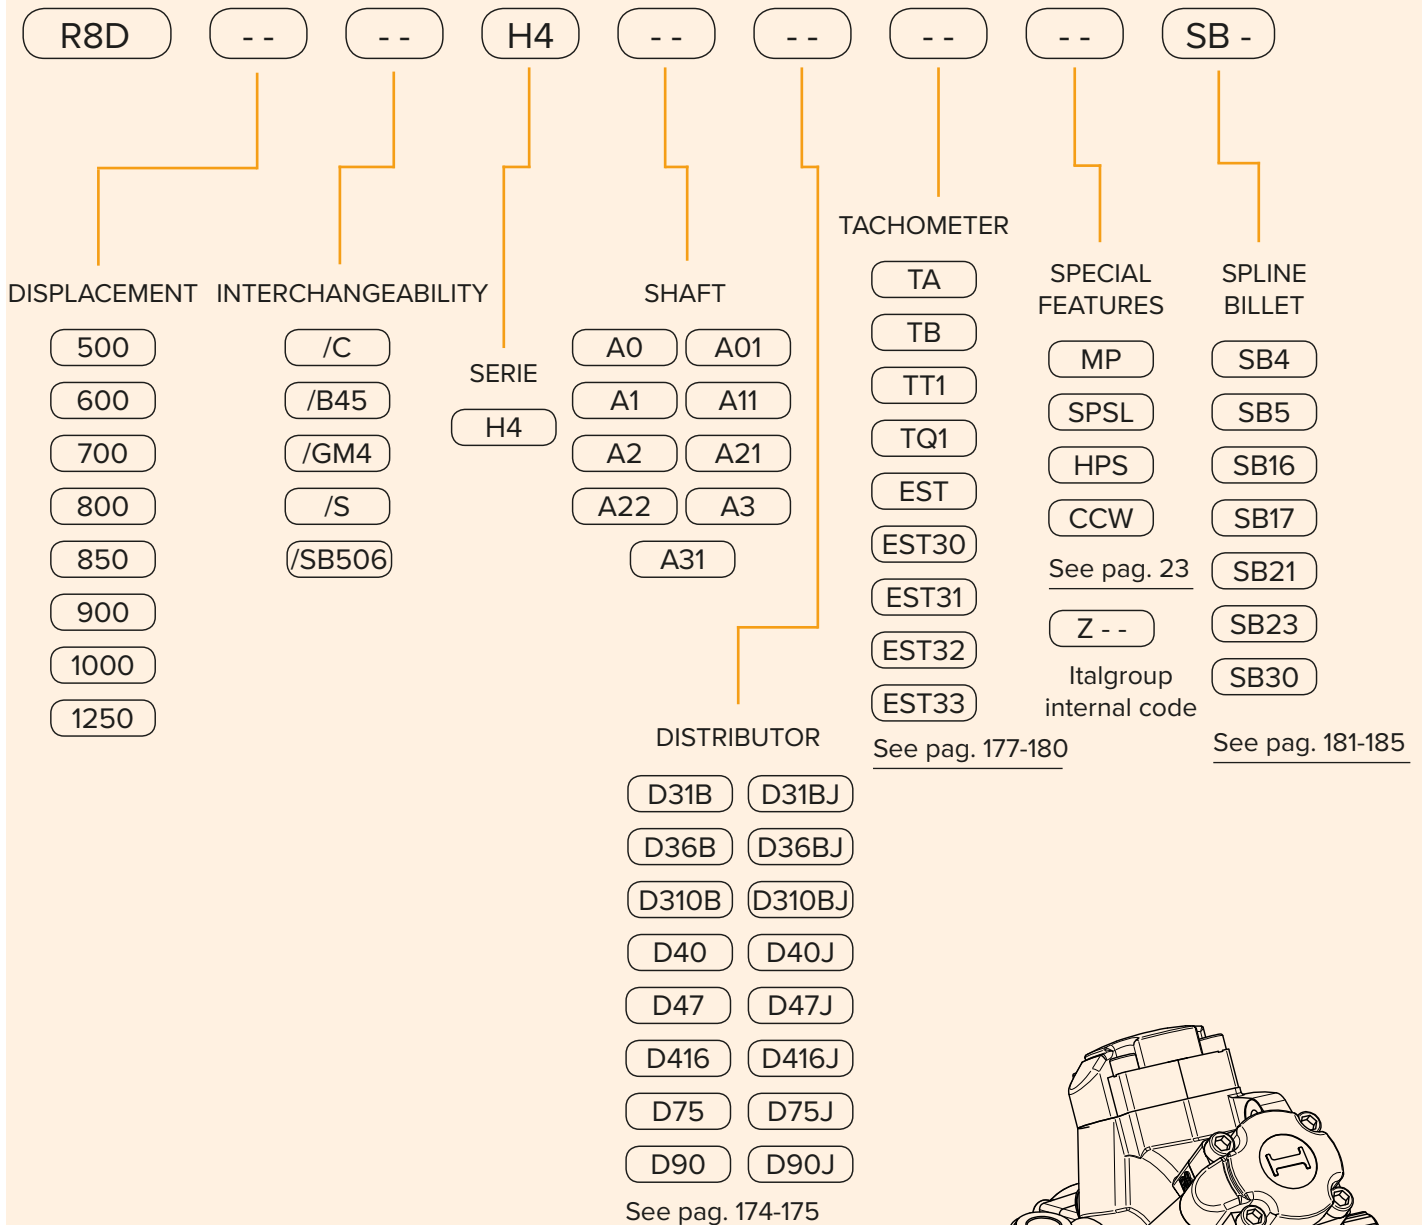 R8D - - - - H4 - - - - - - - - SB -
DISPLACEMENT
500
600
700
800
850
900
1000
1250
INTERCHANGEABILITY
/C
/B45
/GM4
/S
/SB506
SERIE
H4
SHAFT
A0 A01
A1 A11
A2 A21
A22 A3
A31
DISTRIBUTOR
D31B D31BJ
D36B D36BJ
D310B D310BJ
D40 D40J
D47 D47J
D416 D416J
D75 D75J
D90 D90J
See pag. 174-175
TACHOMETER
TA
TB
TT1
TQ1
EST
EST30
EST31
EST32
EST33
See pag. 177-180
SPECIAL
FEATURES
MP
SPSL
HPS
CCW
See pag. 23
Z - -
Italgroup
internal code
SPLINE
BILLET
SB4
SB5
SB16
SB17
SB21
SB23
SB30
See pag. 181-185